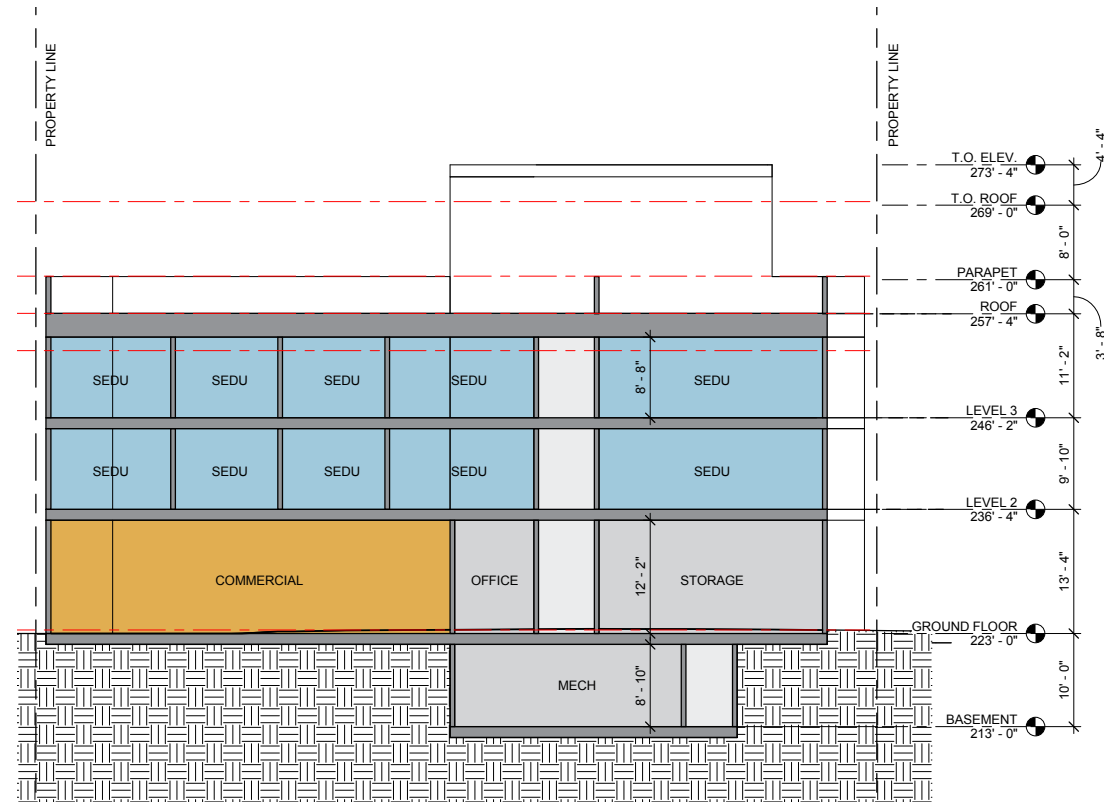 PROPERTY LINE
PROPERTY LINE
T.O. ELEV.
273' - 4"
4' - 4"
T.O. ROOF
269' - 0"
8' - 0"
PARAPET
261' - 0"
ROOF
257' - 4"
3' - 8"
11' - 2"
SEDU
SEDU
SEDU
SEDU
8' - 8"
SEDU
LEVEL 3
246' - 2"
9' - 10"
SEDU
SEDU
SEDU
SEDU
SEDU
LEVEL 2
236' - 4"
13' - 4"
COMMERCIAL
OFFICE
12' - 2"
STORAGE
GROUND FLOOR
223' - 0"
10' - 0"
MECH
8' - 10"
BASEMENT
213' - 0"